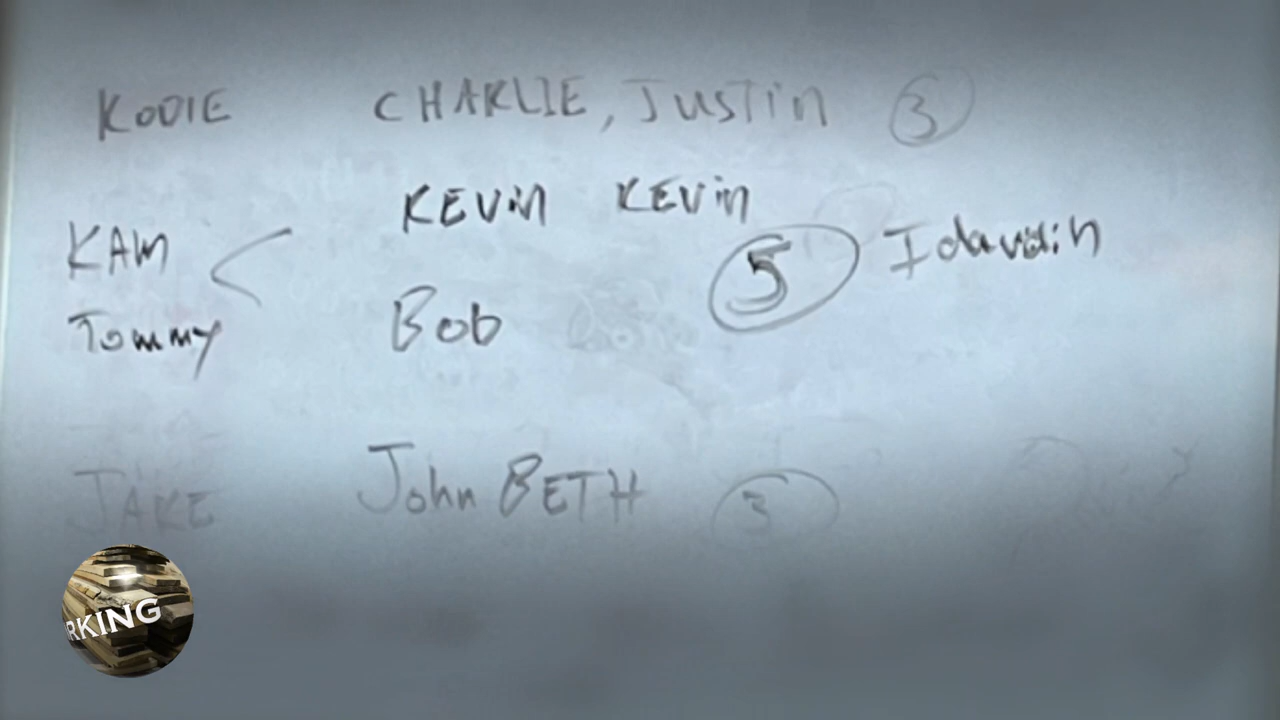 KODIE CHARLIE, Justin 3
KEVin KEVin
KAM 5
Tommy Bob
JAKE John BETH 3
RKING